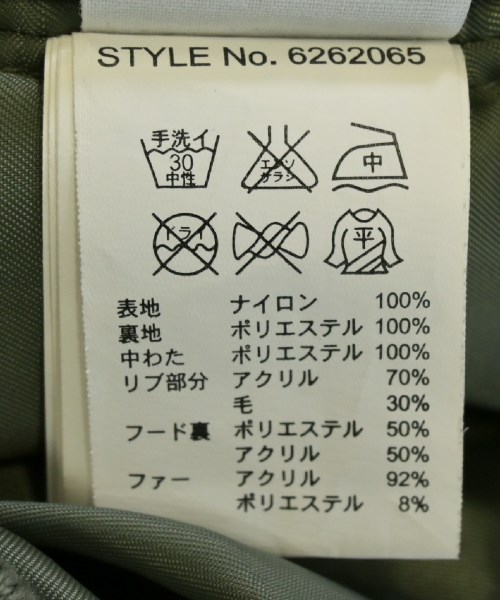 STYLE No. 6262065
手洗イ
30
中性
エンソ
サラシ
中
ドライ
平
表地 ナイロン 100%
裏地 ポリエステル 100%
中わた ポリエステル 100%
リブ部分 アクリル 70%
毛 30%
フード裏 ポリエステル 50%
アクリル 50%
ファー アクリル 92%
ポリエステル 8%